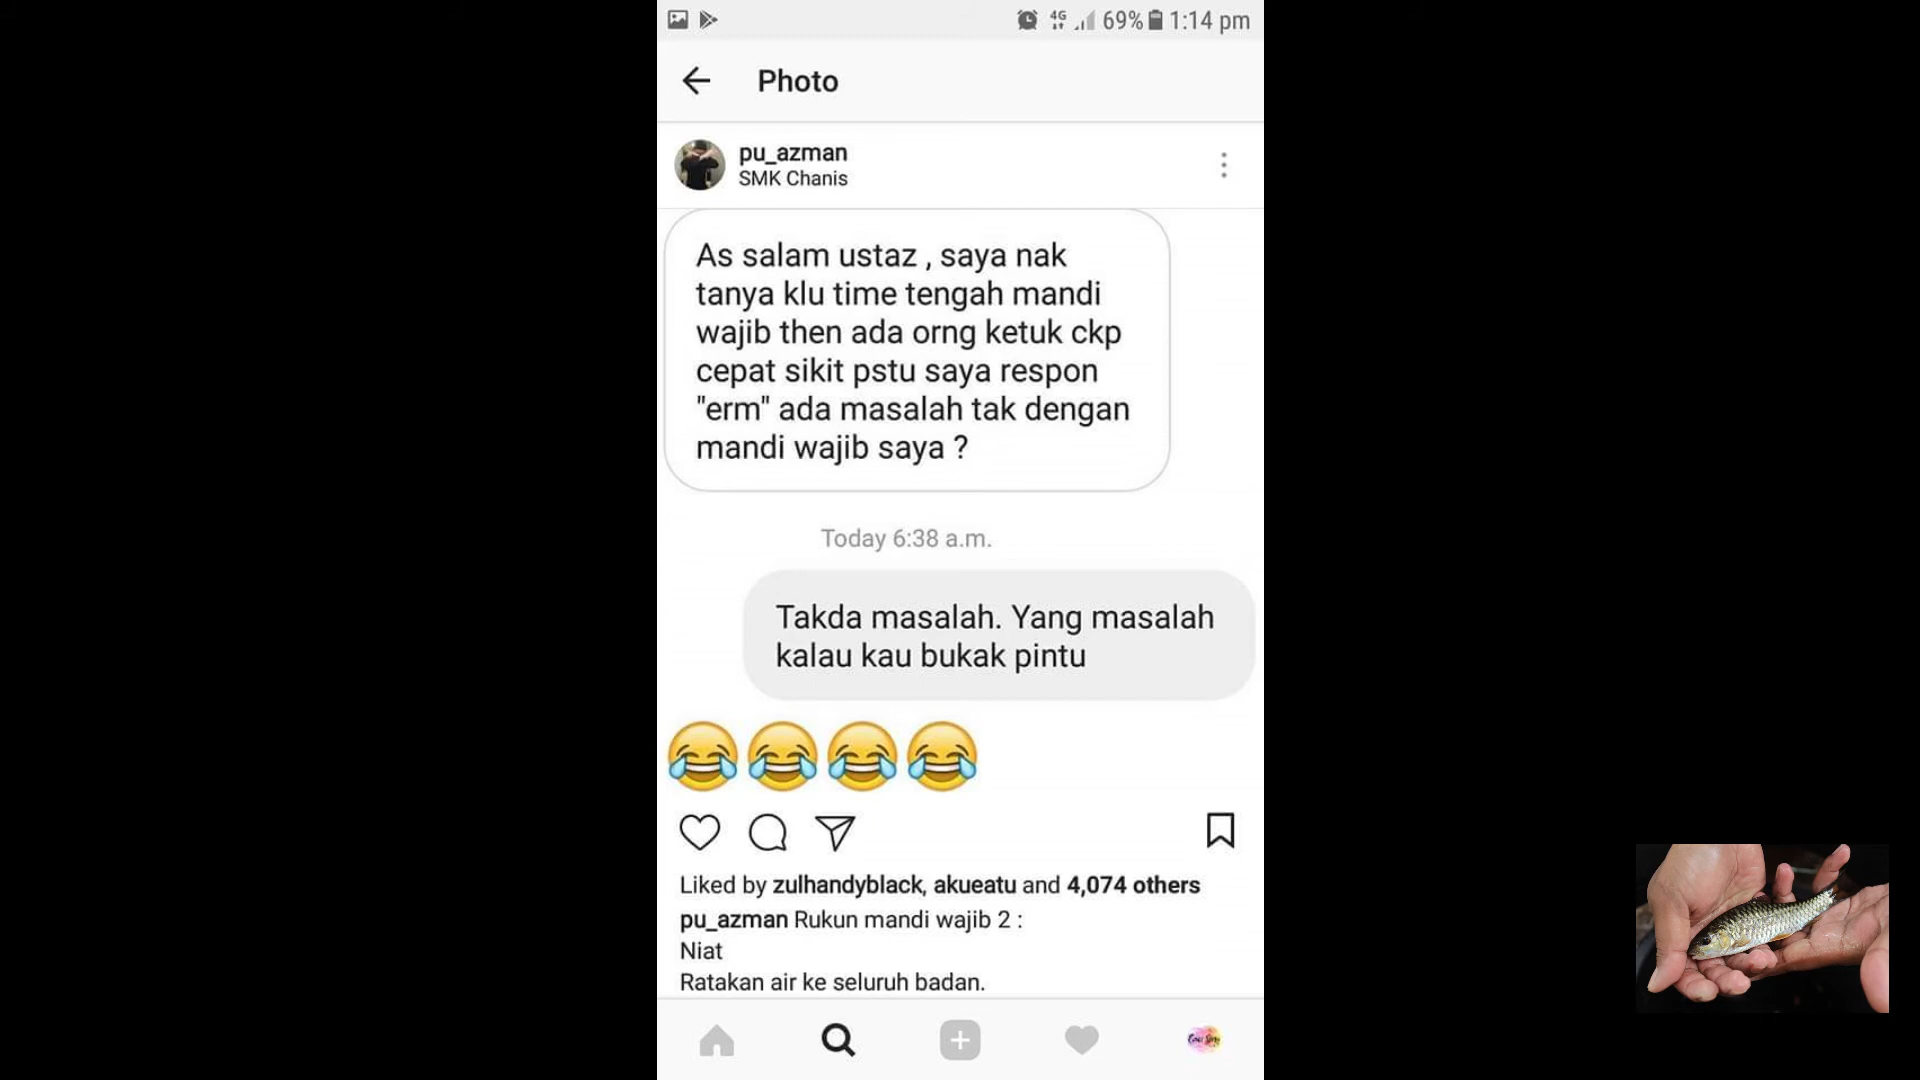 4G 69% 1:14 pm
Photo
pu_azman
SMK Chanis
As salam ustaz , saya nak
tanya klu time tengah mandi
wajib then ada orng ketuk ckp
cepat sikit pstu saya respon
"erm" ada masalah tak dengan
mandi wajib saya ?
Today 6:38 a.m.
Takda masalah. Yang masalah
kalau kau bukak pintu
😂😂😂😂
Liked by zulhandyblack, akueatu and 4,074 others
pu_azman Rukun mandi wajib 2 :
Niat
Ratakan air ke seluruh badan.